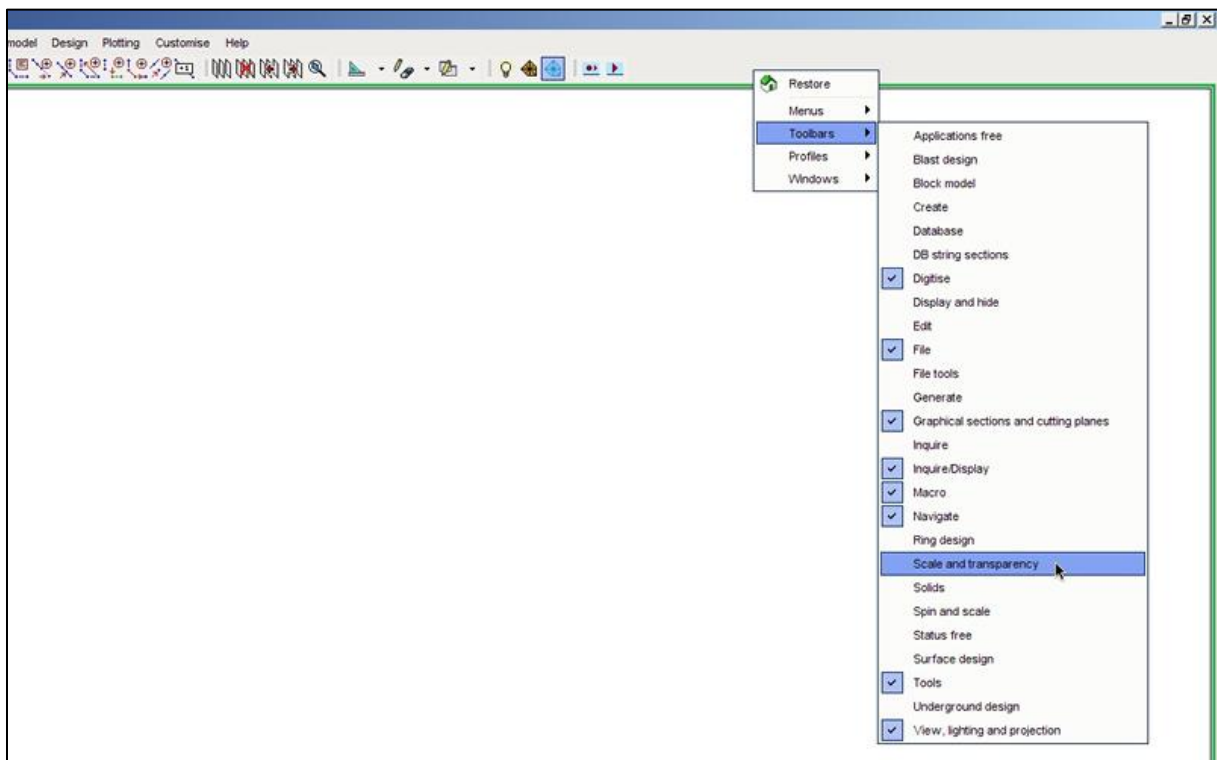 model Design Plotting Customise Help
Restore
Menus
Toolbars
Profiles
Windows
Applications free
Blast design
Block model
Create
Database
DB string sections
Digitise
Display and hide
Edit
File
File tools
Generate
Graphical sections and cutting planes
Inquire
Inquire/Display
Macro
Navigate
Ring design
Scale and transparency
Solids
Spin and scale
Status free
Surface design
Tools
Underground design
View, lighting and projection